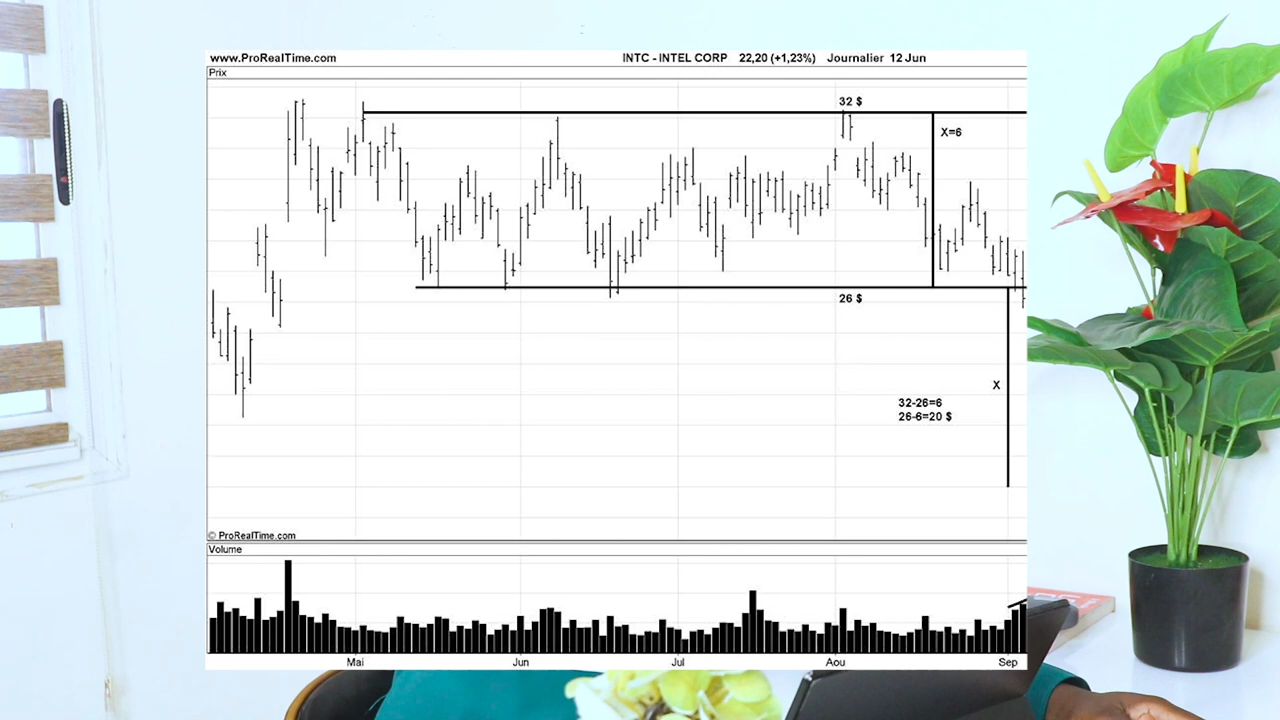 www.ProRealTime.com INTC - INTEL CORP 22,20 (+1,23%) Journalier 12 Jun
Prix
32 $
X=6
26 $
X
32-26=6
26-6=20 $
© ProRealTime.com
Volume
Mai Jun Jul Aou Sep